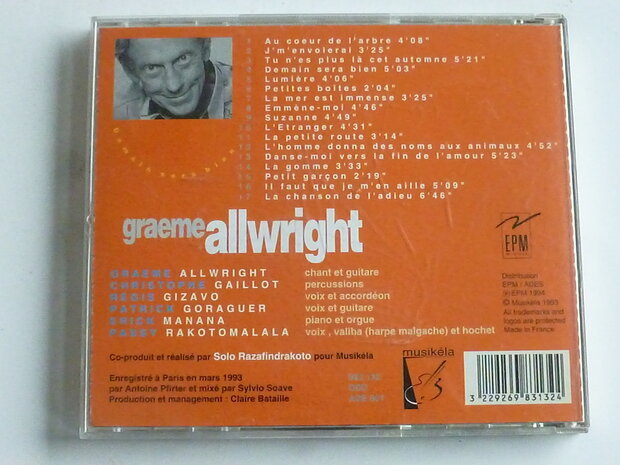 1 Au coeur de l'arbre 4'08"
2 J'm'envolerai 3'25"
3 Tu n'es plus là cet automne 5'21"
4 Demain sera bien 5'03"
5 Lumière 4'06"
6 Petites boîtes 2'04"
7 La mer est immense 3'25"
8 Emmène-moi 4'46"
9 Suzanne 4'49"
10 L'Etranger 4'31"
11 La petite route 3'14"
12 L'homme donna des noms aux animaux 4'52"
13 Danse-moi vers la fin de l'amour 5'23"
14 La gomme 3'33"
15 Petit garçon 2'19"
16 Il faut que je m'en aille 5'09"
17 La chanson de l'adieu 6'46"
graeme allwright
GRAEME ALLWRIGHT chant et guitare
CHRISTOPHE GAILLOT percussions
REGIS GIZAVO voix et accordéon
PATRICK GORAGUER voix et guitare
ERICK MANANA piano et orgue
PASSY RAKOTOMALALA voix, valiha (harpe malgache) et hochet
Co-produit et réalisé par Solo Razafindrakoto pour Musikéla
Enregistré à Paris en mars 1993
par Antoine Pfirter et mixé par Sylvio Soave
Production et management : Claire Bataille
DDD
musikéla
EPM
Distribution
EPM / ADES
℗ EPM 1994
© Musikéla 1993
All trademarks and
logos are protected
Made in France
3 229269 831324